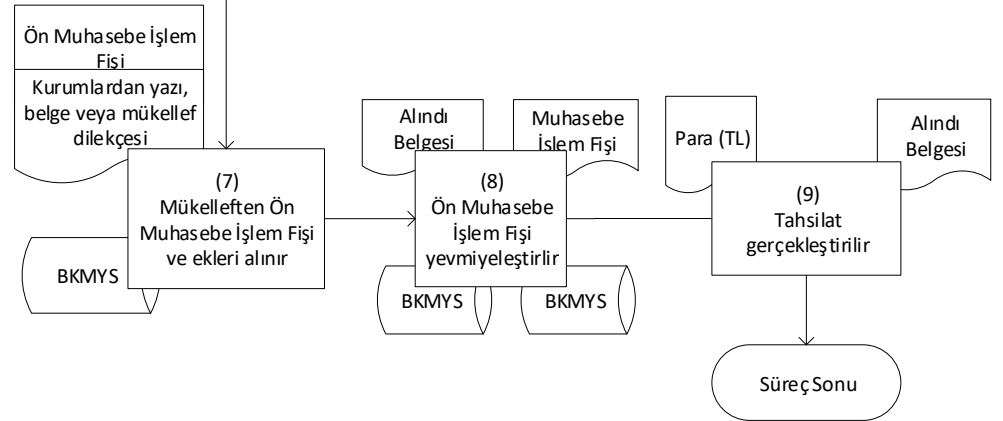 Ön Muhasebe İşlem
Fişi
Kurumlardan yazı,
belge veya mükellef
dilekçesi
(7)
Mükelleften Ön
Muhasebe İşlem Fişi
ve ekleri alınır
BKMYS
Alındı
Belgesi
Muhasebe
İşlem Fişi
(8)
Ön Muhasebe
İşlem Fişi
yevmiyeleştirlir
BKMYS
BKMYS
Para (TL)
Alındı
Belgesi
(9)
Tahsilat
gerçekleştirilir
Süreç Sonu